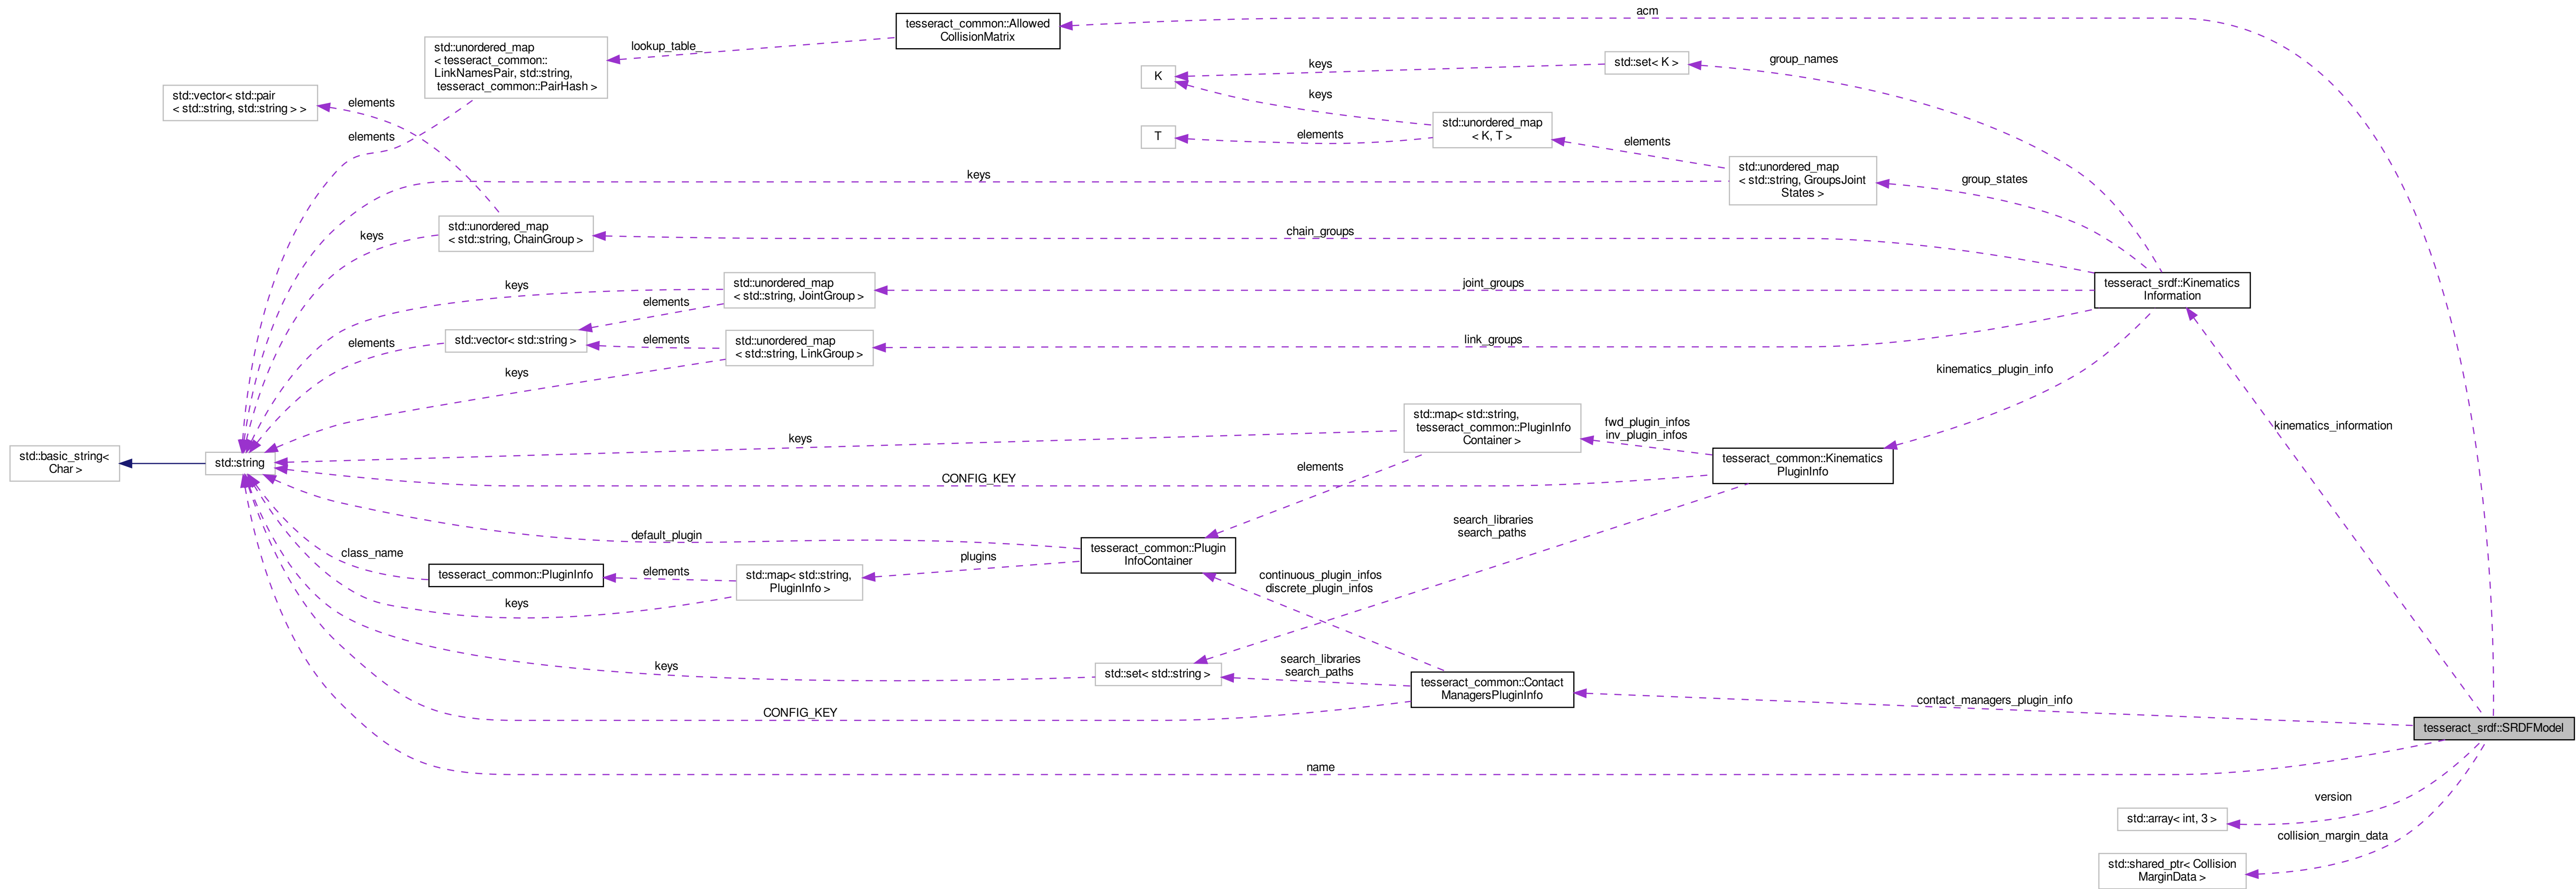 acm
tesseract_common::Allowed
CollisionMatrix
std::unordered_map
< tesseract_common::
LinkNamesPair, std::string,
tesseract_common::PairHash >
lookup_table_
std::set< K >
group_names
K
keys
keys
std::vector< std::pair
< std::string, std::string > >
elements
elements
T
elements
std::unordered_map
< K, T >
elements
std::unordered_map
< std::string, GroupsJoint
States >
group_states
keys
std::unordered_map
< std::string, ChainGroup >
keys
chain_groups
tesseract_srdf::Kinematics
Information
std::unordered_map
< std::string, JointGroup >
keys
elements
joint_groups
std::vector< std::string >
elements
elements
std::unordered_map
< std::string, LinkGroup >
link_groups
keys
kinematics_plugin_info
std::map< std::string,
tesseract_common::PluginInfo
Container >
fwd_plugin_infos
inv_plugin_infos
kinematics_information
keys
std::basic_string<
Char >
std::string
elements
tesseract_common::Kinematics
PluginInfo
CONFIG_KEY
search_libraries
search_paths
default_plugin
tesseract_common::Plugin
InfoContainer
class_name
tesseract_common::PluginInfo
elements
std::map< std::string,
PluginInfo >
plugins
continuous_plugin_infos
discrete_plugin_infos
keys
keys
std::set< std::string >
search_libraries
search_paths
tesseract_common::Contact
ManagersPluginInfo
contact_managers_plugin_info
CONFIG_KEY
tesseract_srdf::SRDFModel
name
version
std::array< int, 3 >
collision_margin_data
std::shared_ptr< Collision
MarginData >